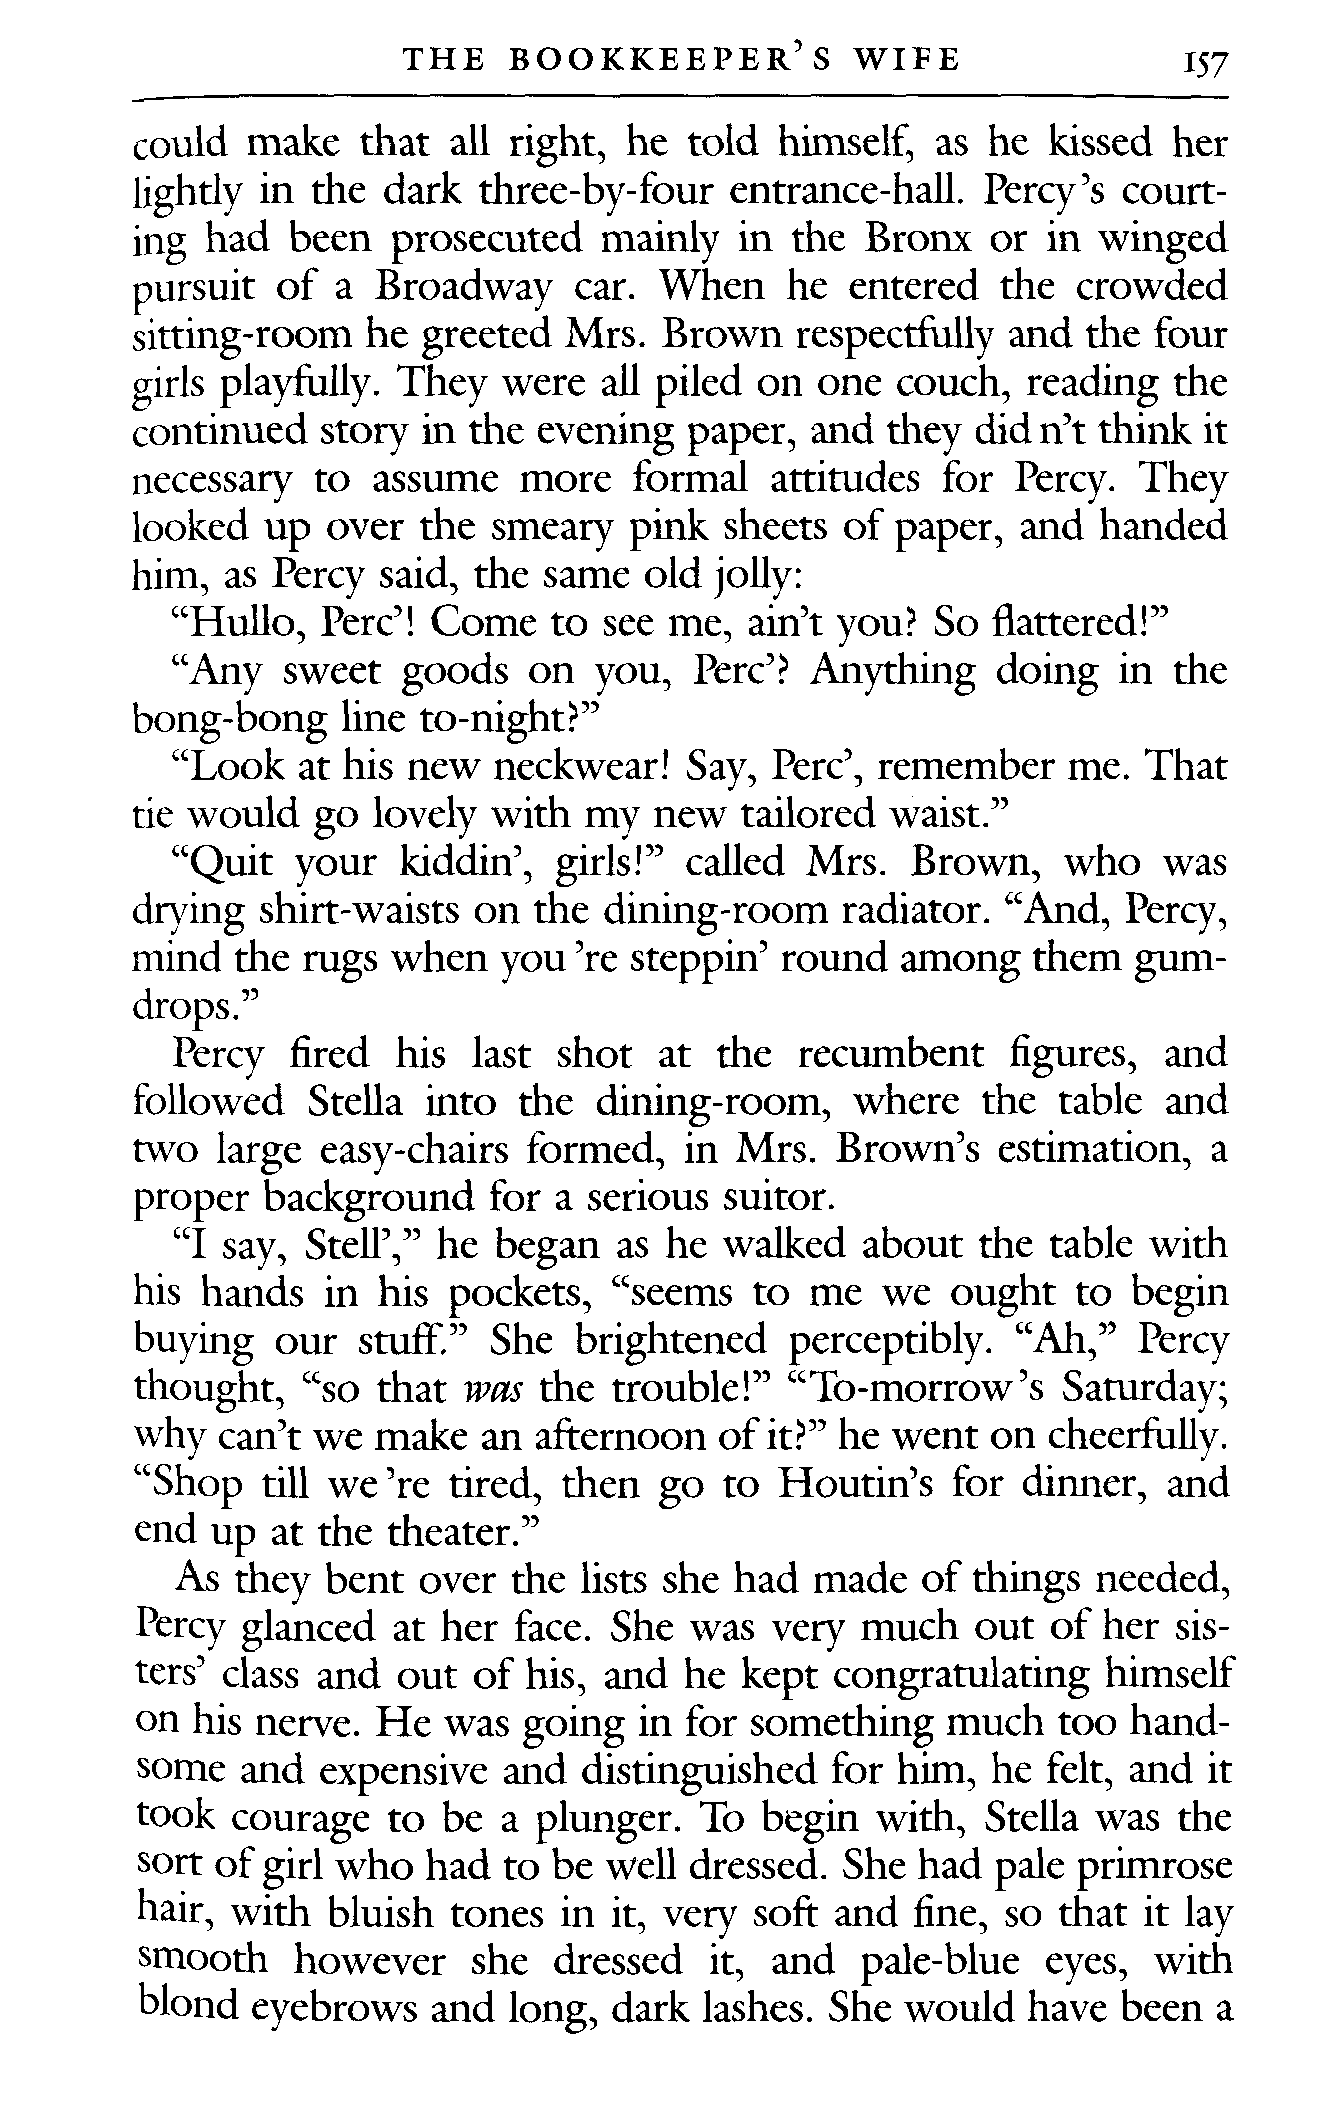 THE BOOKKEEPER'S WIFE 157
could make that all right, he told himself, as he kissed her
lightly in the dark three-by-four entrance-hall. Percy's court-
ing had been prosecuted mainly in the Bronx or in winged
pursuit of a Broadway car. When he entered the crowded
sitting-room he greeted Mrs. Brown respectfully and the four
girls playfully. They were all piled on one couch, reading the
continued story in the evening paper, and they did n't think it
necessary to assume more formal attitudes for Percy. They
looked up over the smeary pink sheets of paper, and handed
him, as Percy said, the same old jolly:
“Hullo, Perc'! Come to see me, ain't you? So flattered!”
“Any sweet goods on you, Perc'? Anything doing in the
bong-bong line to-night?”
“Look at his new neckwear! Say, Perc', remember me. That
tie would go lovely with my new tailored waist.”
“Quit your kiddin', girls!” called Mrs. Brown, who was
drying shirt-waists on the dining-room radiator. “And, Percy,
mind the rugs when you 're steppin' round among them gum-
drops.”
Percy fired his last shot at the recumbent figures, and
followed Stella into the dining-room, where the table and
two large easy-chairs formed, in Mrs. Brown's estimation, a
proper background for a serious suitor.
“I say, Stell',” he began as he walked about the table with
his hands in his pockets, “seems to me we ought to begin
buying our stuff.” She brightened perceptibly. “Ah,” Percy
thought, “so that was the trouble!” “To-morrow 's Saturday;
why can't we make an afternoon of it?” he went on cheerfully.
“Shop till we 're tired, then go to Houtin's for dinner, and
end up at the theater.”
As they bent over the lists she had made of things needed,
Percy glanced at her face. She was very much out of her sis-
ters' class and out of his, and he kept congratulating himself
on his nerve. He was going in for something much too hand-
some and expensive and distinguished for him, he felt, and it
took courage to be a plunger. To begin with, Stella was the
sort of girl who had to be well dressed. She had pale primrose
hair, with bluish tones in it, very soft and fine, so that it lay
smooth however she dressed it, and pale-blue eyes, with
blond eyebrows and long, dark lashes. She would have been a